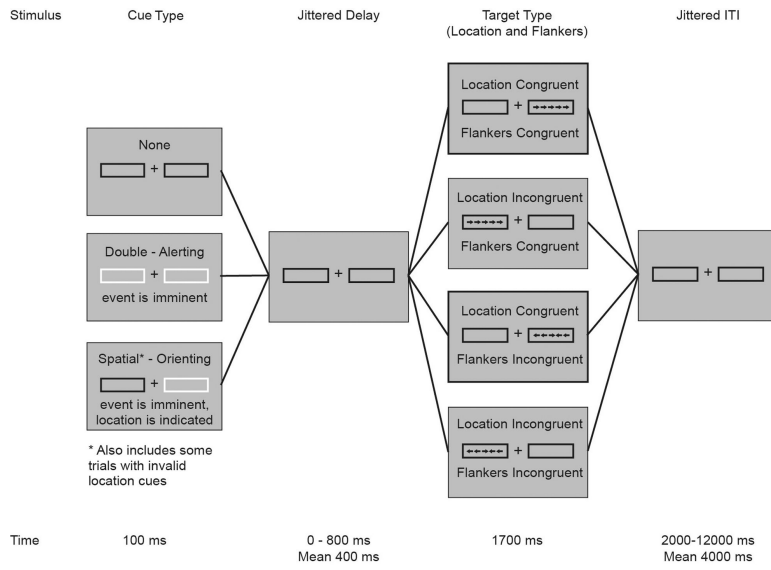 Stimulus
Cue Type
Jittered Delay
Target Type
(Location and Flankers)
Jittered ITI
None
+
Double - Alerting
+
event is imminent
Spatial* - Orienting
+
event is imminent,
location is indicated
* Also includes some
trials with invalid
location cues
+
Location Congruent
+ →→→→→
Flankers Congruent
Location Incongruent
→→→→→ +
Flankers Congruent
Location Congruent
+ ←←→←←
Flankers Incongruent
Location Incongruent
←←→←← +
Flankers Incongruent
+
Time
100 ms
0 - 800 ms
Mean 400 ms
1700 ms
2000-12000 ms
Mean 4000 ms